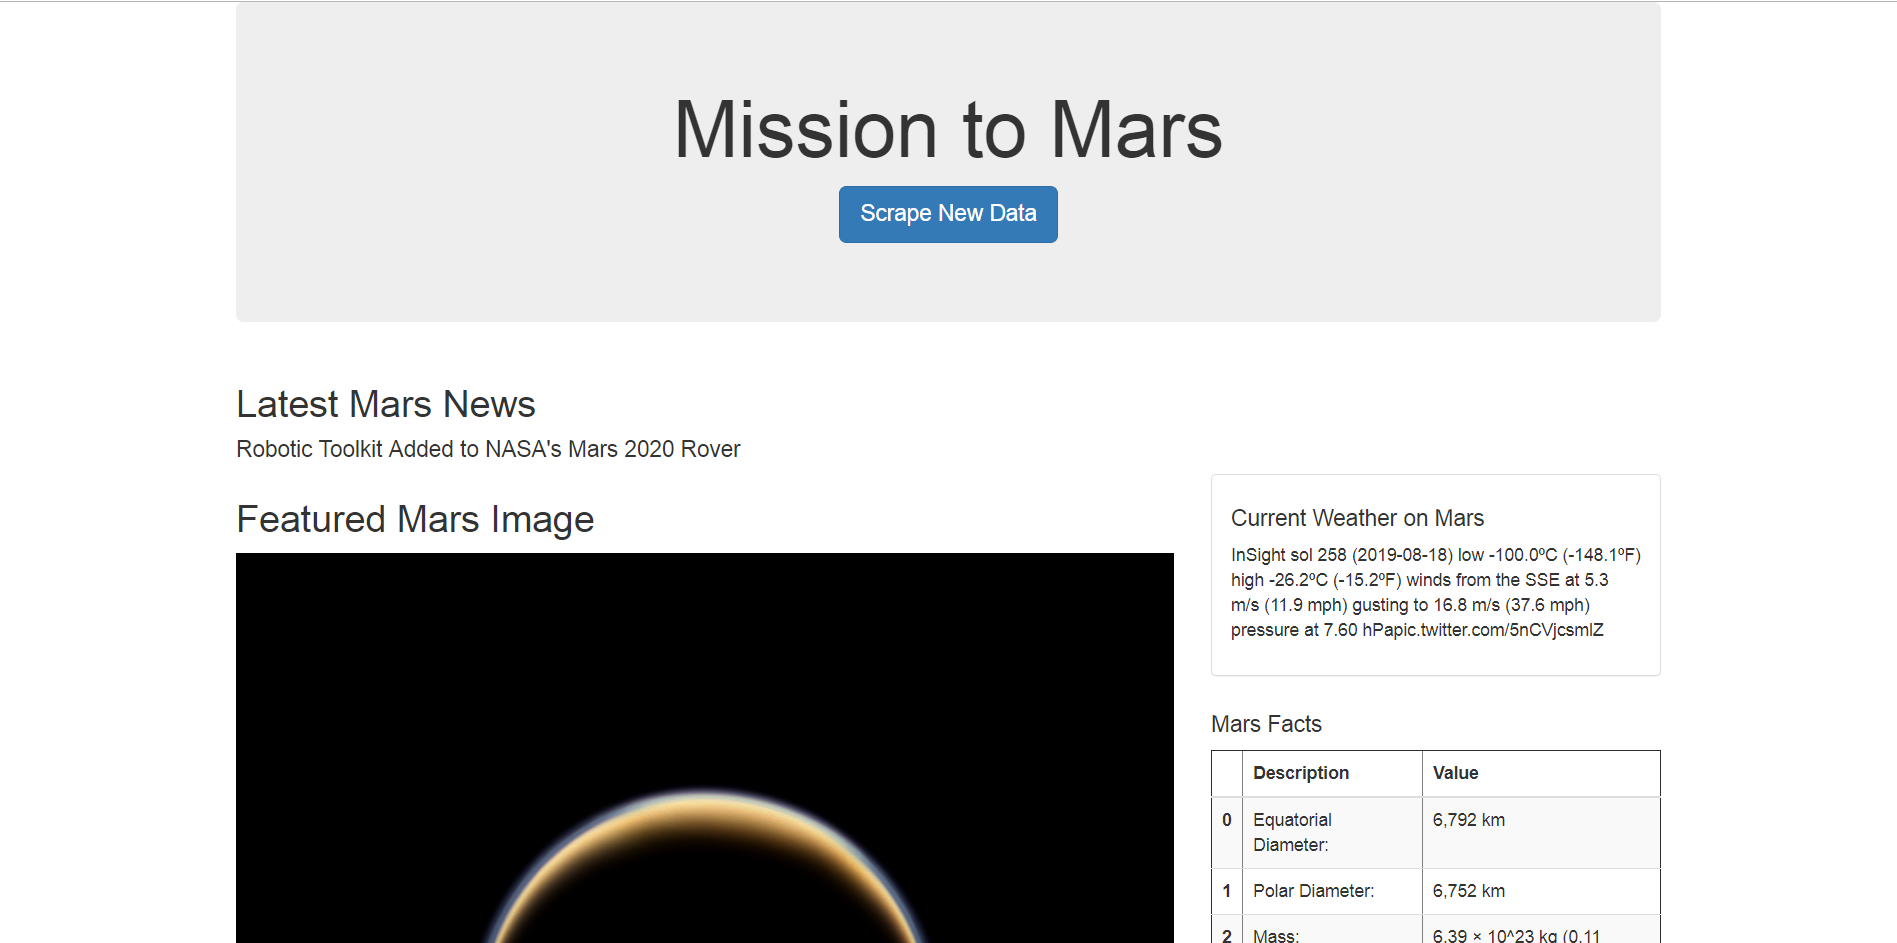 Mission to Mars
Scrape New Data
Latest Mars News
Robotic Toolkit Added to NASA's Mars 2020 Rover
Featured Mars Image
Current Weather on Mars
InSight sol 258 (2019-08-18) low -100.0ºC (-148.1ºF)
high -26.2ºC (-15.2ºF) winds from the SSE at 5.3
m/s (11.9 mph) gusting to 16.8 m/s (37.6 mph)
pressure at 7.60 hPapic.twitter.com/5nCVjcsmlZ
Mars Facts
Description Value
0 Equatorial 6,792 km
Diameter:
1 Polar Diameter: 6,752 km
2 Mass: 6.39 × 10^23 kg (0.11